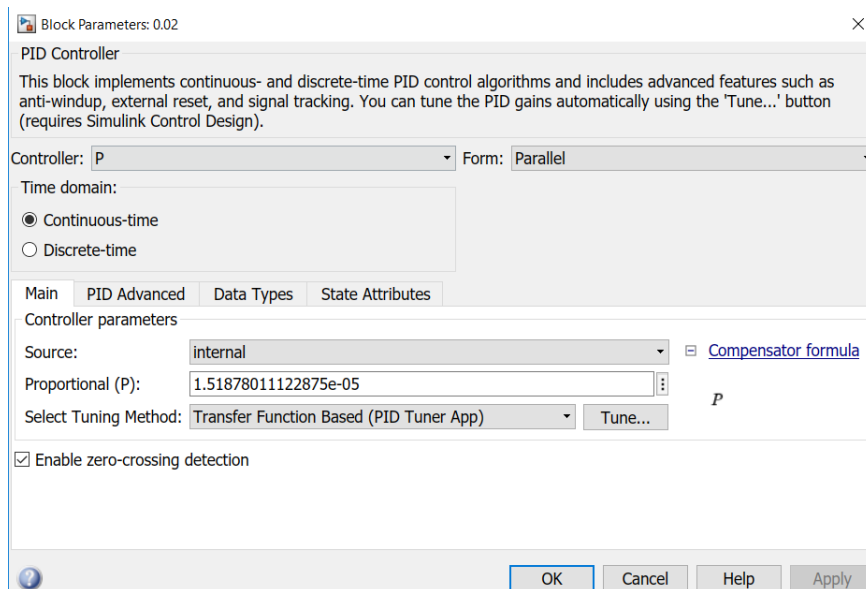 Block Parameters: 0.02
PID Controller
This block implements continuous- and discrete-time PID control algorithms and includes advanced features such as
anti-windup, external reset, and signal tracking. You can tune the PID gains automatically using the 'Tune...' button
(requires Simulink Control Design).
Controller: P Form: Parallel
Time domain:
Continuous-time
Discrete-time
Main PID Advanced Data Types State Attributes
Controller parameters
Source: internal Compensator formula
Proportional (P): 1.51878011122875e-05
P
Select Tuning Method: Transfer Function Based (PID Tuner App) Tune...
Enable zero-crossing detection
OK Cancel Help Apply